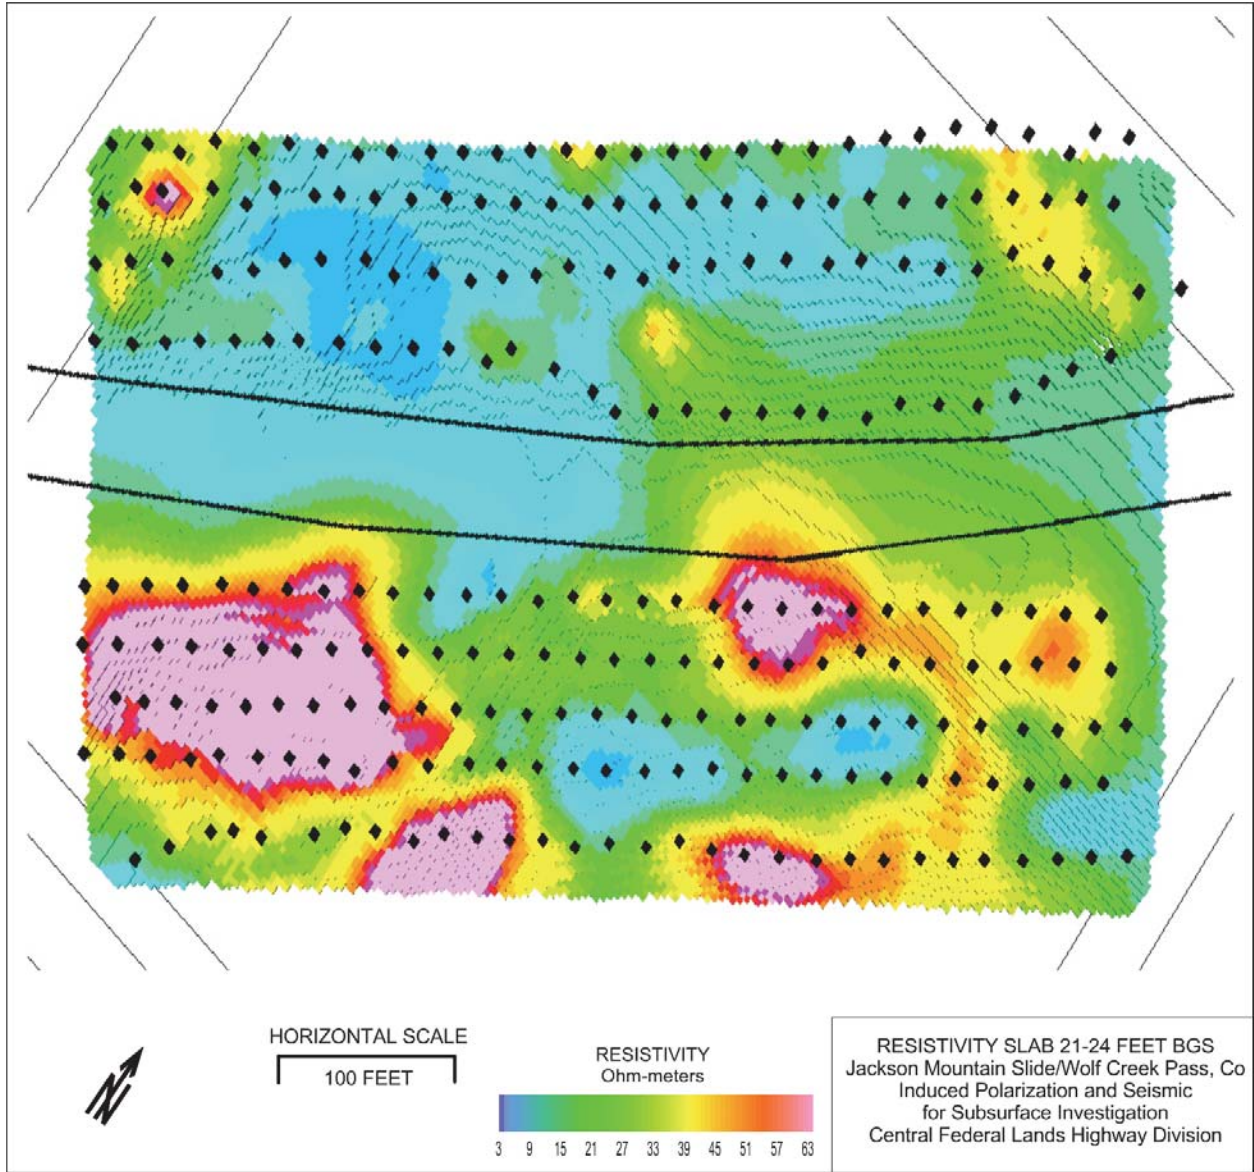 HORIZONTAL SCALE
100 FEET
RESISTIVITY
Ohm-meters
3 9 15 21 27 33 39 45 51 57 63
RESISTIVITY SLAB 21-24 FEET BGS
Jackson Mountain Slide/Wolf Creek Pass, Co
Induced Polarization and Seismic
for Subsurface Investigation
Central Federal Lands Highway Division
N